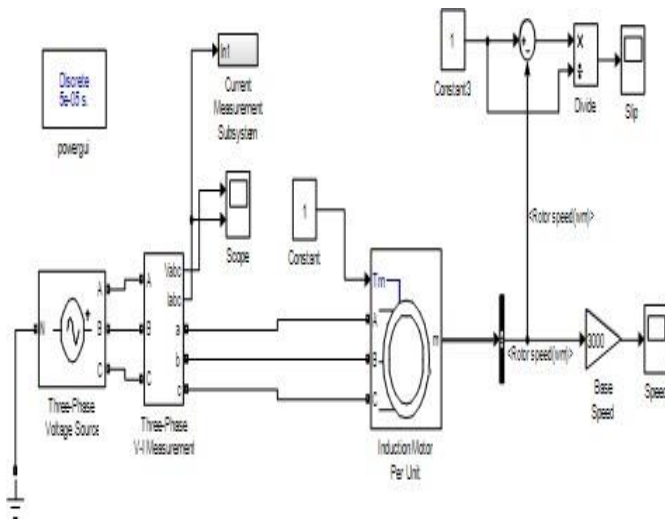 Discrete
5e-05 s.
powergui
In1
Current
Measurement
Subsystem
1
Constant3
+
-
×
÷
Divide
Slip
<Rotor speed(wm)>
Scope
1
Constant
N
+
A
B
C
Three-Phase
Voltage Source
A
B
C
Vabc
Iabc
a
b
c
Three-Phase
V-I Measurement
Tm
A
B
C
m
Induction Motor
Per Unit
<Rotor speed(wm)>
3000
Base
Speed
Speed